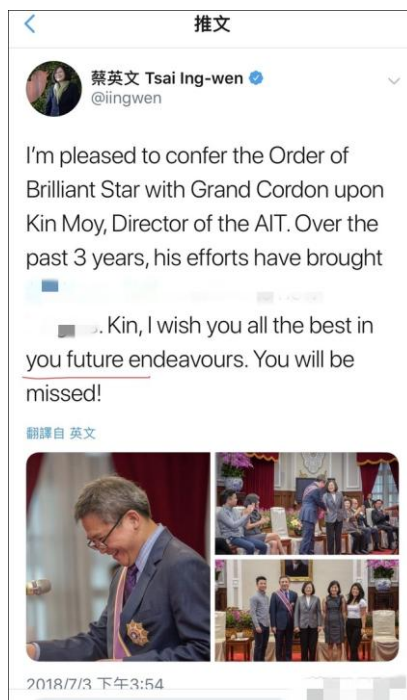 推文
蔡英文 Tsai Ing-wen
@iingwen
I'm pleased to confer the Order of
Brilliant Star with Grand Cordon upon
Kin Moy, Director of the AIT. Over the
past 3 years, his efforts have brought
. Kin, I wish you all the best in
you future endeavours. You will be
missed!
翻譯自 英文
2018/7/3 下午3:54